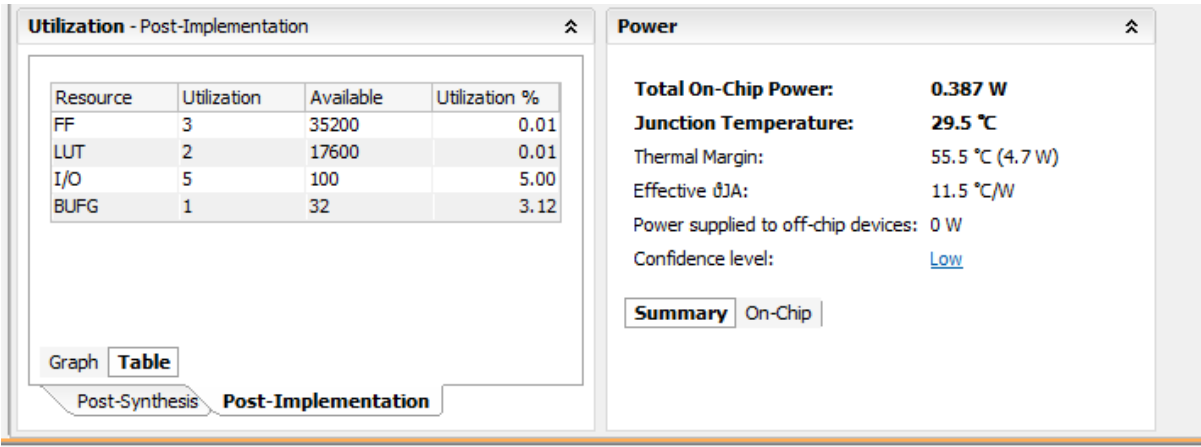 Utilization - Post-Implementation
Resource Utilization Available Utilization %
FF 3 35200 0.01
LUT 2 17600 0.01
I/O 5 100 5.00
BUFG 1 32 3.12
Graph Table
Post-Synthesis Post-Implementation
Power
Total On-Chip Power: 0.387 W
Junction Temperature: 29.5 °C
Thermal Margin: 55.5 °C (4.7 W)
Effective ϑJA: 11.5 °C/W
Power supplied to off-chip devices: 0 W
Confidence level: Low
Summary On-Chip